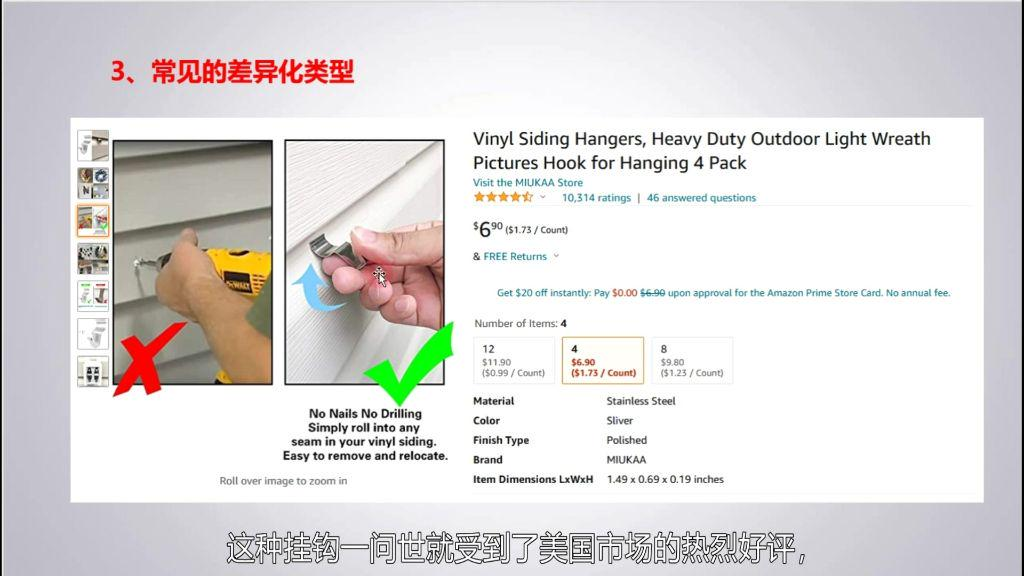 3、常见的差异化类型
Vinyl Siding Hangers, Heavy Duty Outdoor Light Wreath
Pictures Hook for Hanging 4 Pack
Visit the MIUKAA Store
10,314 ratings | 46 answered questions
$6.90 ($1.73 / Count)
& FREE Returns
Get $20 off instantly: Pay $0.00 $6.90 upon approval for the Amazon Prime Store Card. No annual fee.
Number of Items: 4
12 4 8
$11.90 $6.90 $9.80
($0.99 / Count) ($1.73 / Count) ($1.23 / Count)
Material Stainless Steel
Color Sliver
Finish Type Polished
Brand MIUKAA
Item Dimensions LxWxH 1.49 x 0.69 x 0.19 inches
DEWALT
No Nails No Drilling
Simply roll into any
seam in your vinyl siding.
Easy to remove and relocate.
Roll over image to zoom in
这种挂钩一问世就受到了美国市场的热烈好评，